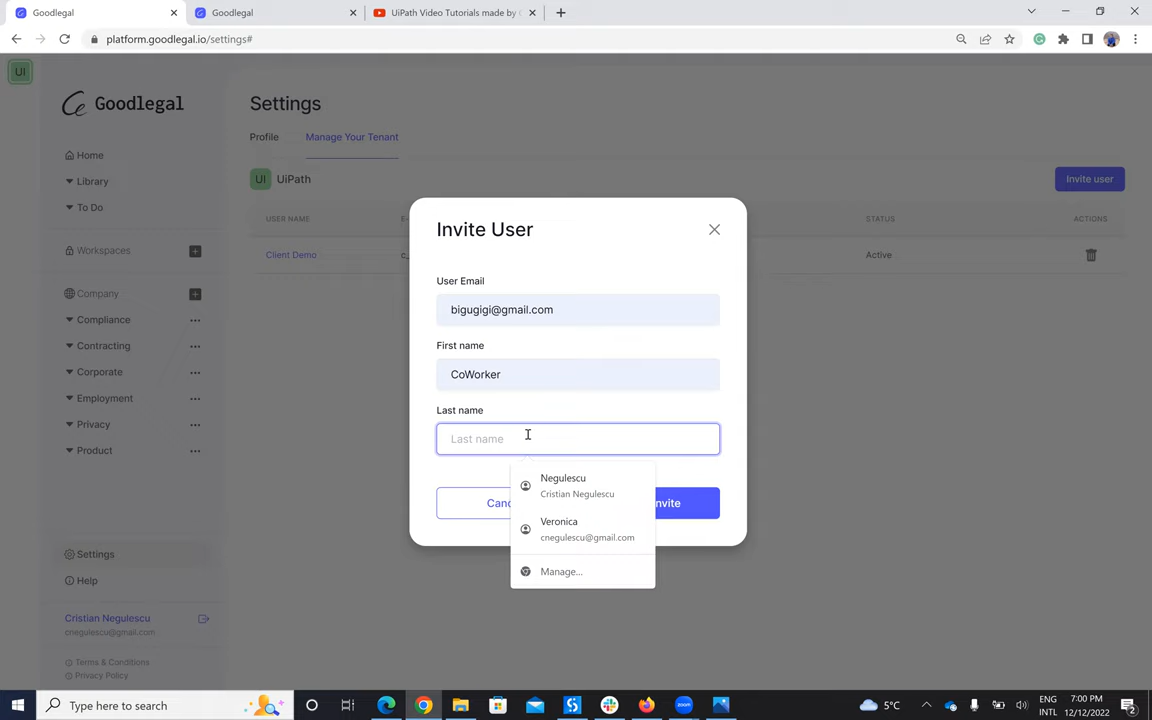 Goodlegal
Goodlegal
UiPath Video Tutorials made by
platform.goodlegal.io/settings#
UI
Goodlegal
Home
Library
To Do
Workspaces
Company
Compliance
Contracting
Corporate
Employment
Privacy
Product
Settings
Help
Cristian Negulescu
cnegulescu@gmail.com
Terms & Conditions
Privacy Policy
Settings
Profile
Manage Your Tenant
UI
UiPath
Invite user
USER NAME
STATUS
ACTIONS
Client Demo
Active
Invite User
User Email
bigugigi@gmail.com
First name
CoWorker
Last name
Last name
Negulescu
Cristian Negulescu
Veronica
cnegulescu@gmail.com
Manage...
Type here to search
5°C
ENG
INTL
7:00 PM
12/12/2022
2